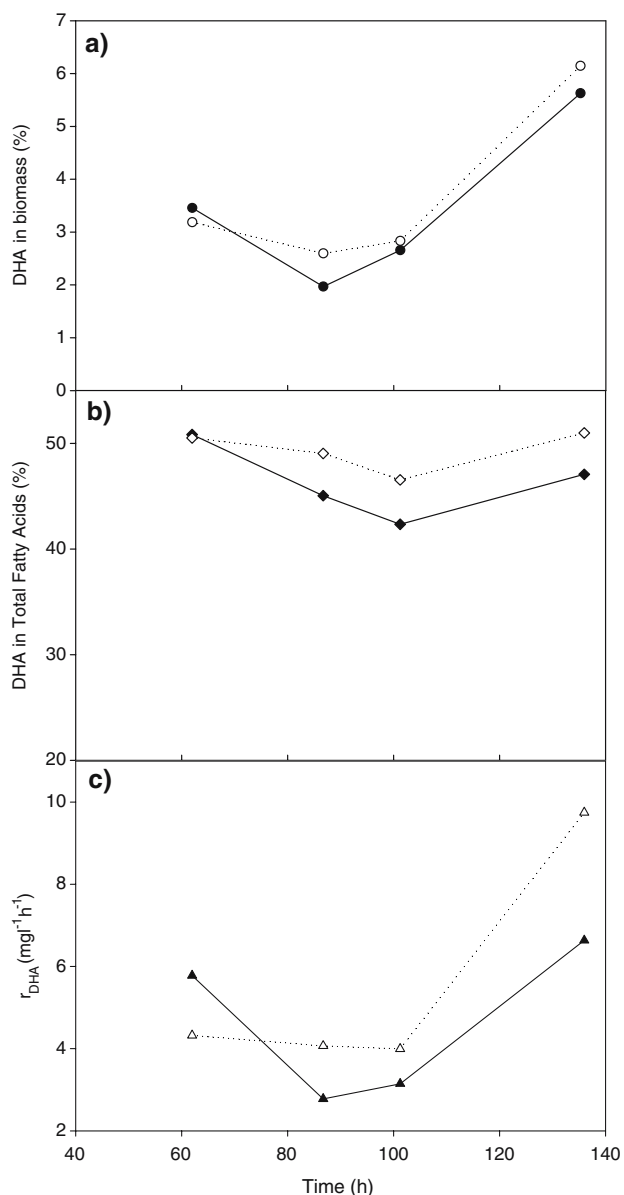 a)
7
6
5
4
3
2
1
0
DHA in biomass (%)
b)
50
40
30
20
DHA in Total Fatty Acids (%)
c)
10
8
6
4
2
r_DHA (mgl⁻¹h⁻¹)
40 60 80 100 120 140
Time (h)